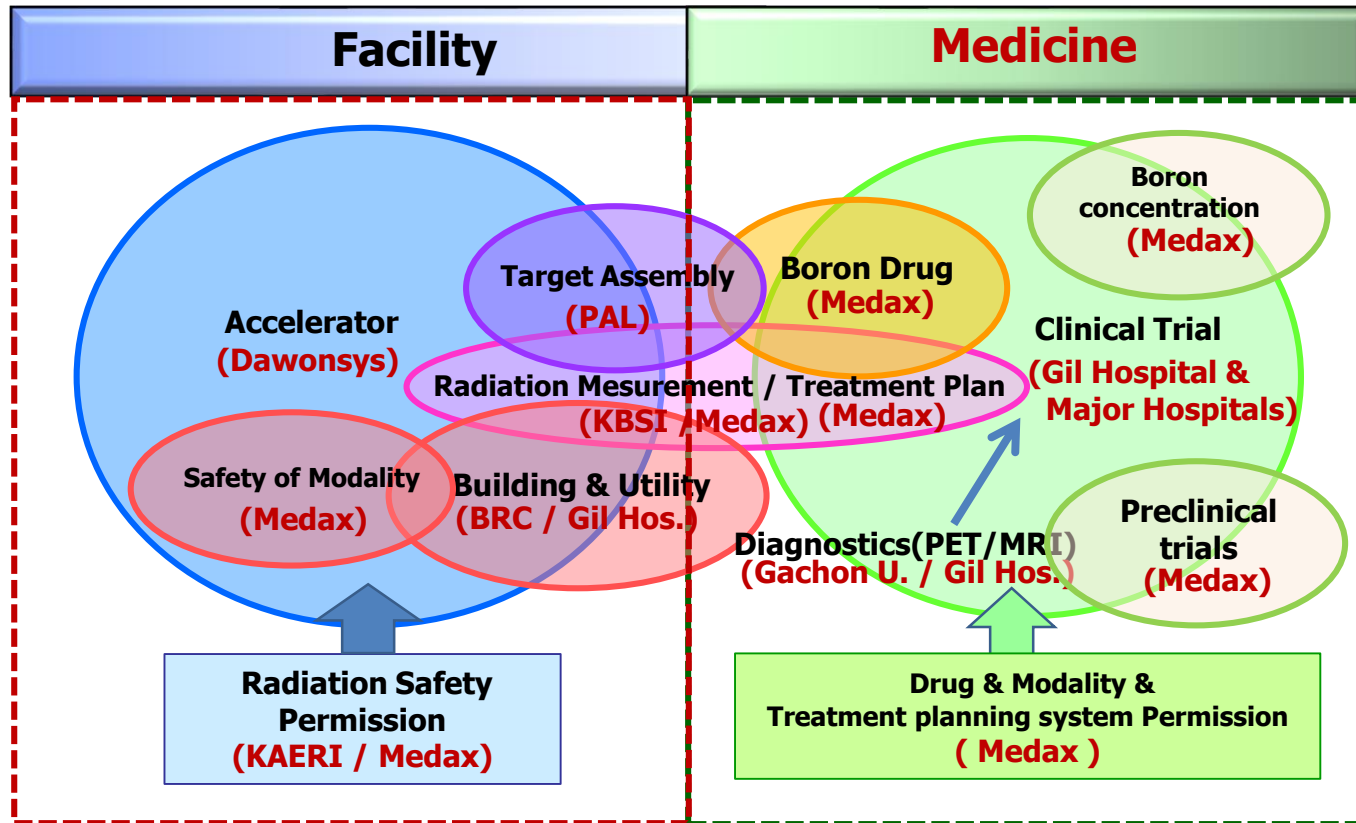 Facility
Medicine
Accelerator
(Dawonsys)
Target Assembly
(PAL)
Boron Drug
(Medax)
Boron
concentration
(Medax)
Clinical Trial
(Gil Hospital &
Major Hospitals)
Radiation Mesurement / Treatment Plan
(KBSI /Medax) (Medax)
Safety of Modality
(Medax)
Building & Utility
(BRC / Gil Hos.)
Diagnostics(PET/MRI)
(Gachon U. / Gil Hos.)
Preclinical
trials
(Medax)
Radiation Safety
Permission
(KAERI / Medax)
Drug & Modality &
Treatment planning system Permission
( Medax )